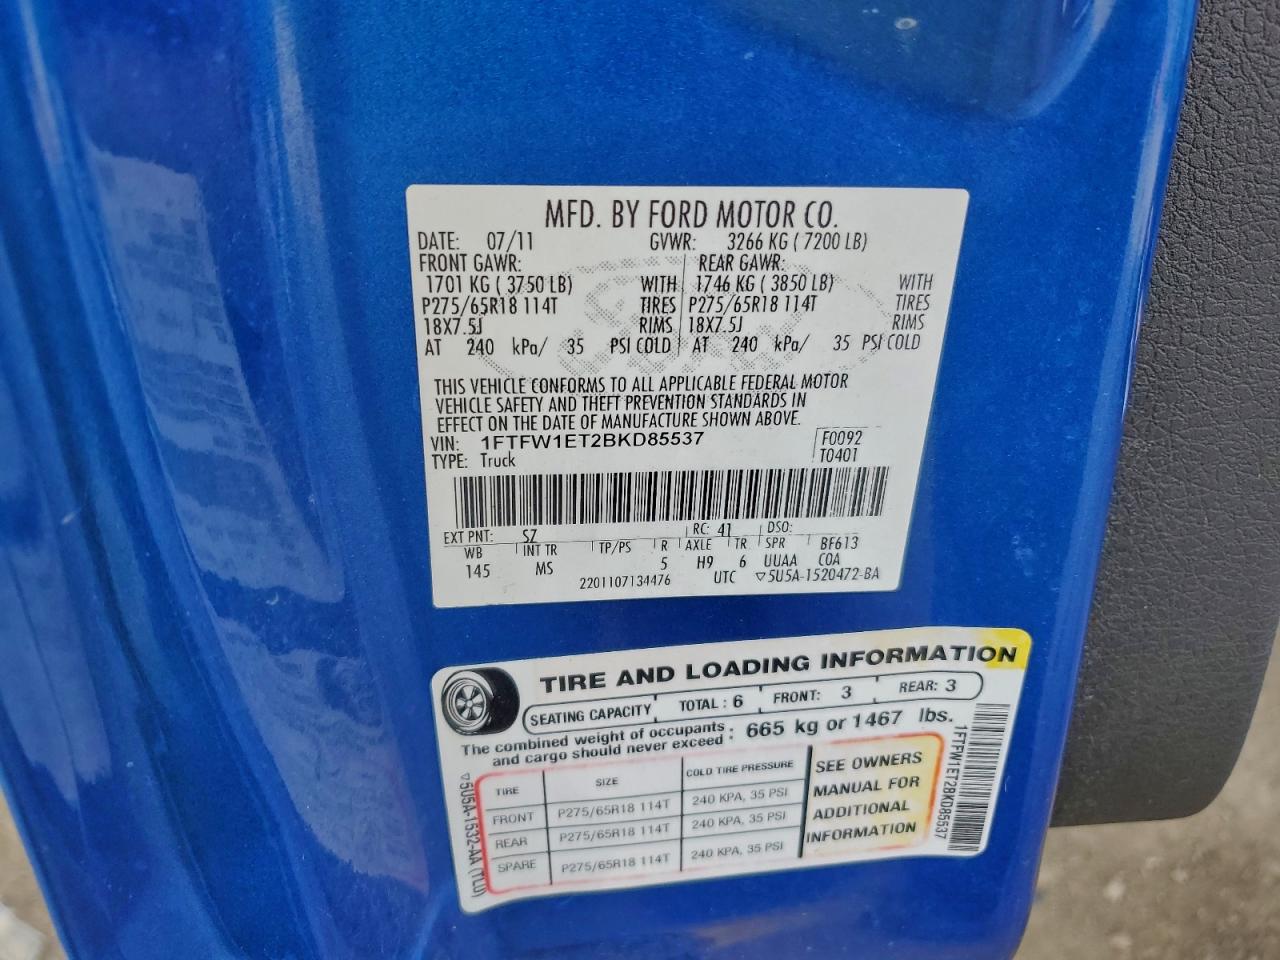 MFD. BY FORD MOTOR CO.
DATE: 07/11 GVWR: 3266 KG ( 7200 LB)
FRONT GAWR: REAR GAWR:
1701 KG ( 3750 LB) WITH 1746 KG ( 3850 LB) WITH
P275/65R18 114T TIRES P275/65R18 114T TIRES
18X7.5J RIMS 18X7.5J RIMS
AT 240 kPa/ 35 PSI COLD AT 240 kPa/ 35 PSI COLD
THIS VEHICLE CONFORMS TO ALL APPLICABLE FEDERAL MOTOR
VEHICLE SAFETY AND THEFT PREVENTION STANDARDS IN
EFFECT ON THE DATE OF MANUFACTURE SHOWN ABOVE.
VIN: 1FTFW1ET2BKD85537 F0092
TYPE: Truck T0401
EXT PNT: SZ RC: 41 DSO:
WB INT TR TP/PS R AXLE TR SPR BF613
145 MS 5 H9 6 UUAA COA
2201107134476 UTC ▽5U5A-1520472-BA
TIRE AND LOADING INFORMATION
SEATING CAPACITY TOTAL : 6 FRONT: 3 REAR: 3
The combined weight of occupants : 665 kg or 1467 lbs.
and cargo should never exceed
TIRE SIZE COLD TIRE PRESSURE
FRONT P275/65R18 114T 240 KPA, 35 PSI
REAR P275/65R18 114T 240 KPA, 35 PSI
SPARE P275/65R18 114T 240 KPA, 35 PSI
SEE OWNERS
MANUAL FOR
ADDITIONAL
INFORMATION
▽5U5A-1532-AA (TLU)
1FTFW1ET2BKD85537